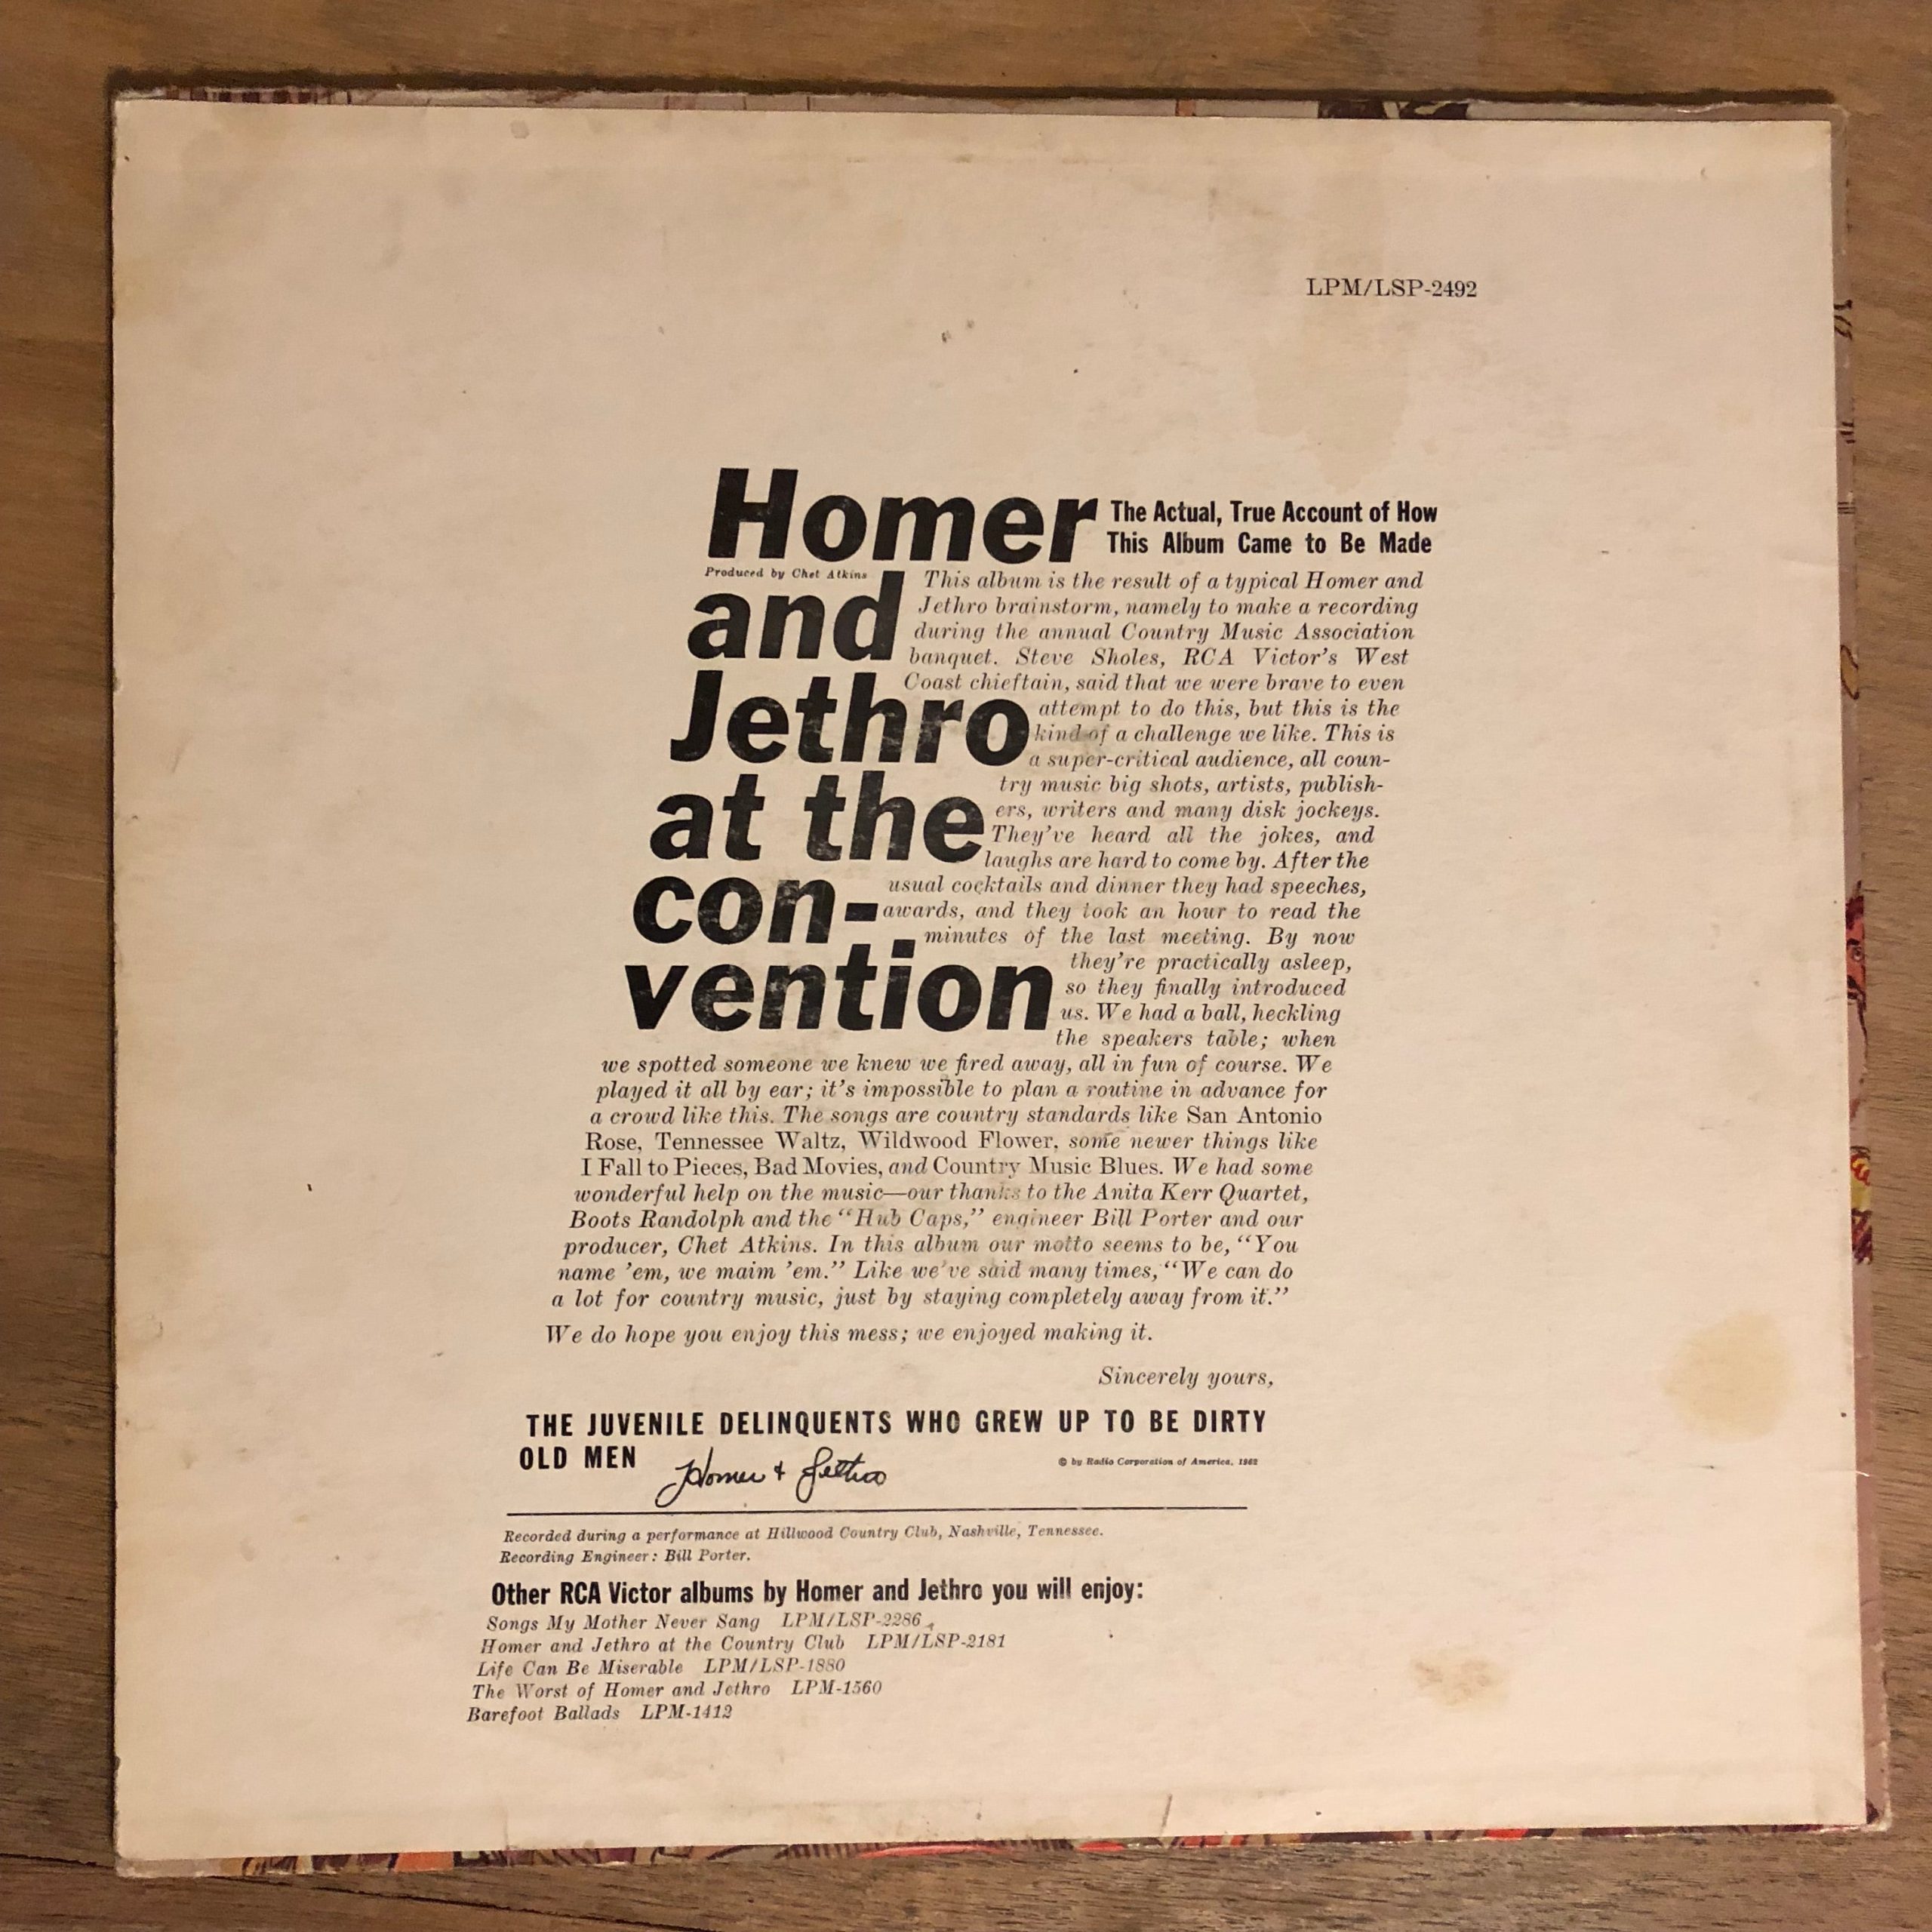 LPM/LSP-2492
Homer
and
Jethro
at the
con-
vention
Produced by Chet Atkins
The Actual, True Account of How
This Album Came to Be Made
This album is the result of a typical Homer and
Jethro brainstorm, namely to make a recording
during the annual Country Music Association
banquet. Steve Sholes, RCA Victor's West
Coast chieftain, said that we were brave to even
attempt to do this, but this is the
kind of a challenge we like. This is
a super-critical audience, all coun-
try music big shots, artists, publish-
ers, writers and many disk jockeys.
They've heard all the jokes, and
laughs are hard to come by. After the
usual cocktails and dinner they had speeches,
awards, and they took an hour to read the
minutes of the last meeting. By now
they're practically asleep,
so they finally introduced
us. We had a ball, heckling
the speakers table; when
we spotted someone we knew we fired away, all in fun of course. We
played it all by ear; it's impossible to plan a routine in advance for
a crowd like this. The songs are country standards like San Antonio
Rose, Tennessee Waltz, Wildwood Flower, some newer things like
I Fall to Pieces, Bad Movies, and Country Music Blues. We had some
wonderful help on the music—our thanks to the Anita Kerr Quartet,
Boots Randolph and the "Hub Caps," engineer Bill Porter and our
producer, Chet Atkins. In this album our motto seems to be, "You
name 'em, we maim 'em." Like we've said many times, "We can do
a lot for country music, just by staying completely away from it."
We do hope you enjoy this mess; we enjoyed making it.
Sincerely yours,
THE JUVENILE DELINQUENTS WHO GREW UP TO BE DIRTY
OLD MEN
Homer + Jethro
© by Radio Corporation of America, 1962
Recorded during a performance at Hillwood Country Club, Nashville, Tennessee.
Recording Engineer: Bill Porter.
Other RCA Victor albums by Homer and Jethro you will enjoy:
Songs My Mother Never Sang LPM/LSP-2286
Homer and Jethro at the Country Club LPM/LSP-2181
Life Can Be Miserable LPM/LSP-1880
The Worst of Homer and Jethro LPM-1560
Barefoot Ballads LPM-1412